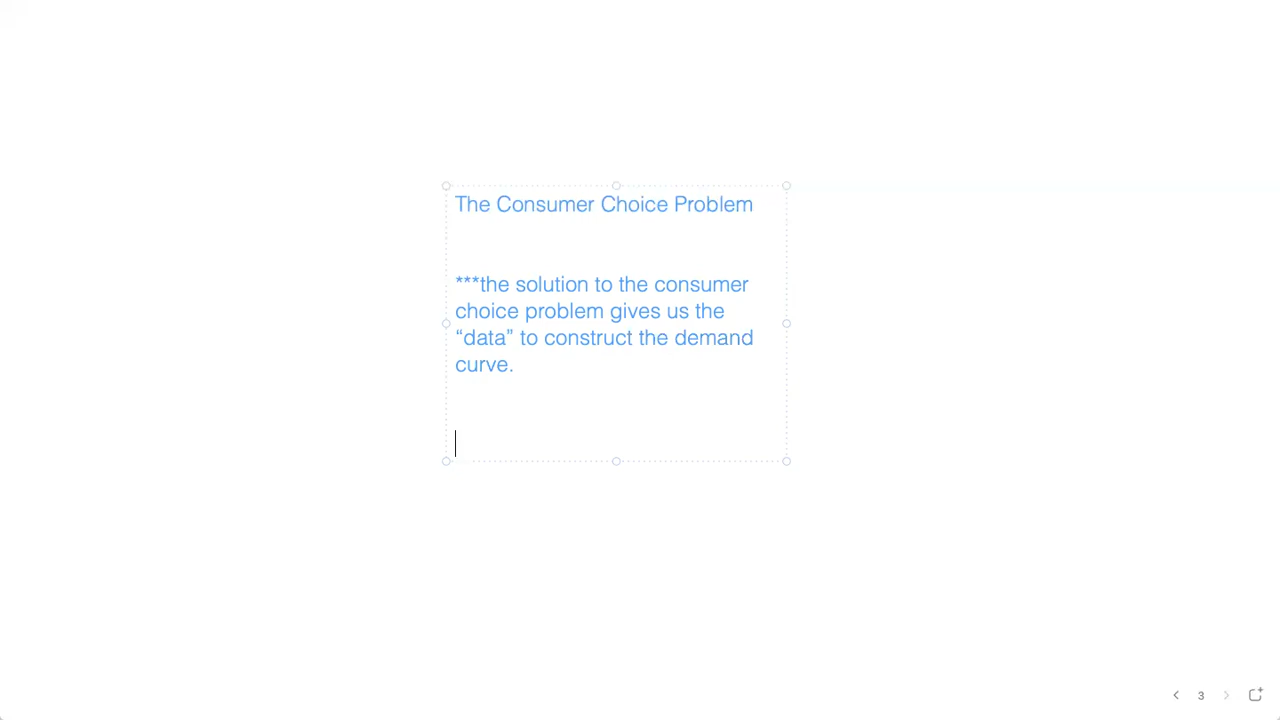 The Consumer Choice Problem
***the solution to the consumer
choice problem gives us the
“data” to construct the demand
curve.
3